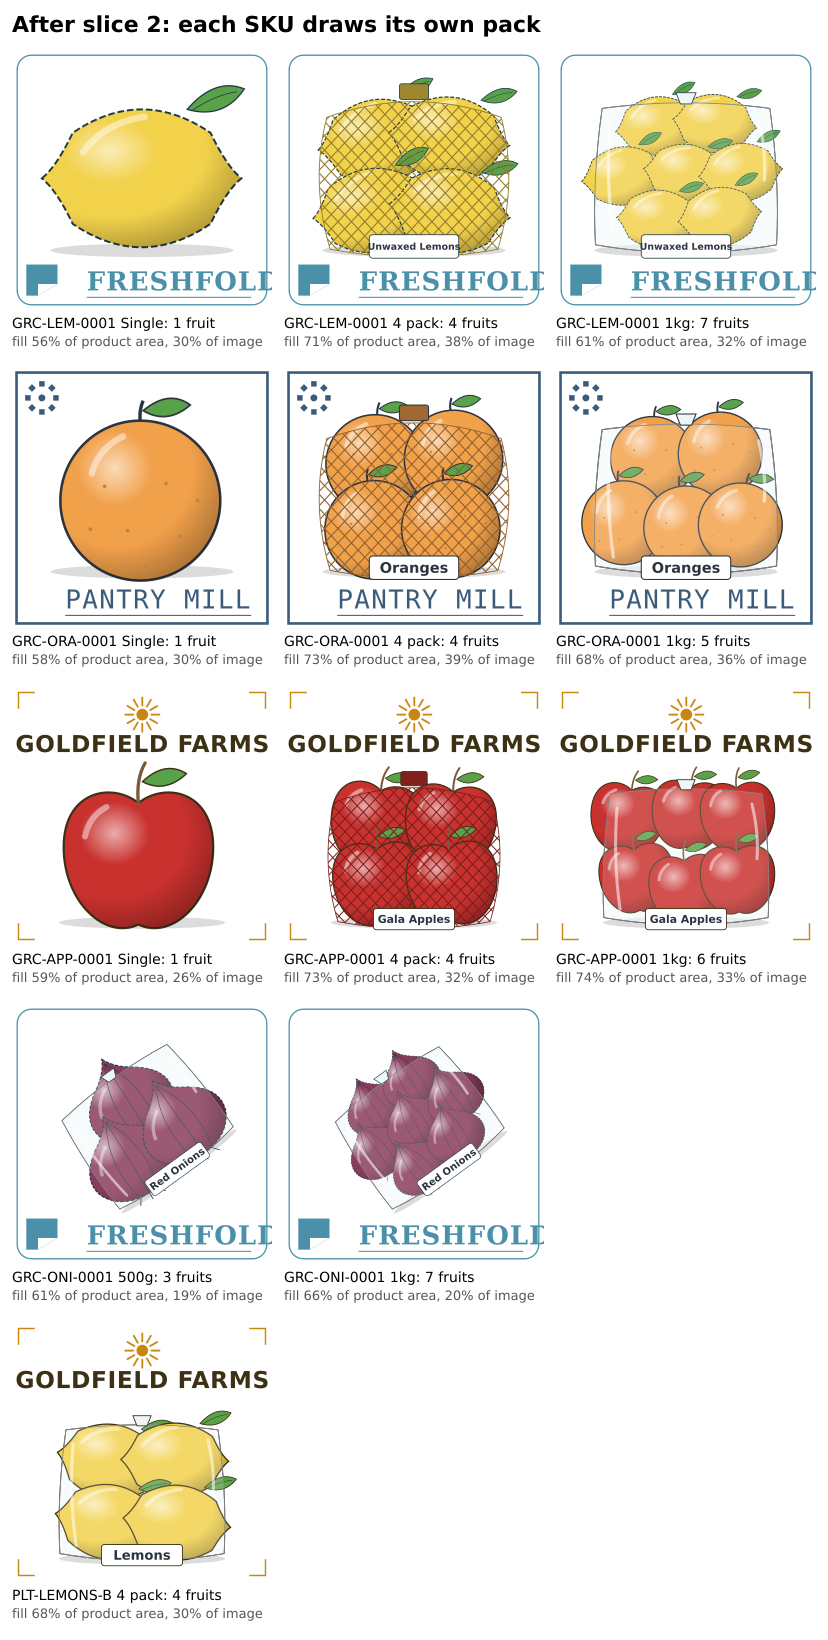 After slice 2: each SKU draws its own pack
Unwaxed Lemons
Unwaxed Lemons
FRESHFOLD
FRESHFOLD
FRESHFOLD
GRC-LEM-0001 Single: 1 fruit
GRC-LEM-0001 4 pack: 4 fruits
GRC-LEM-0001 1kg: 7 fruits
fill 56% of product area, 30% of image
fill 71% of product area, 38% of image
fill 61% of product area, 32% of image
Oranges
Oranges
PANTRY MILL
PANTRY MILL
PANTRY MILL
GRC-ORA-0001 Single: 1 fruit
GRC-ORA-0001 4 pack: 4 fruits
GRC-ORA-0001 1kg: 5 fruits
fill 58% of product area, 30% of image
fill 73% of product area, 39% of image
fill 68% of product area, 36% of image
GOLDFIELD FARMS
GOLDFIELD FARMS
GOLDFIELD FARMS
Gala Apples
Gala Apples
GRC-APP-0001 Single: 1 fruit
GRC-APP-0001 4 pack: 4 fruits
GRC-APP-0001 1kg: 6 fruits
fill 59% of product area, 26% of image
fill 73% of product area, 32% of image
fill 74% of product area, 33% of image
Red Onions
Red Onions
FRESHFOLD
FRESHFOLD
GRC-ONI-0001 500g: 3 fruits
GRC-ONI-0001 1kg: 7 fruits
fill 61% of product area, 19% of image
fill 66% of product area, 20% of image
GOLDFIELD FARMS
Lemons
PLT-LEMONS-B 4 pack: 4 fruits
fill 68% of product area, 30% of image